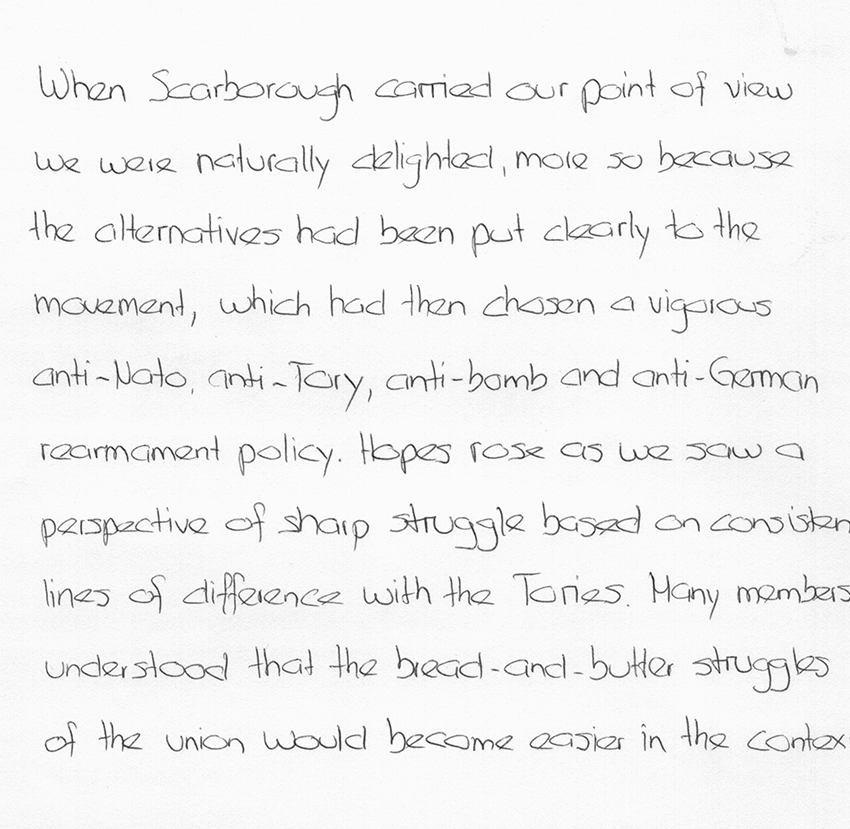 When Scarborough carried our point of view
we were naturally delighted, more so because
the alternatives had been put clearly to the
movement, which had then chosen a vigorous
anti-Nato, anti-Tory, anti-bomb and anti-German
rearmament policy. Hopes rose as we saw a
perspective of sharp struggle based on consisten
lines of difference with the Tories. Many members
understood that the bread-and-butter struggles
of the union would become easier in the contex